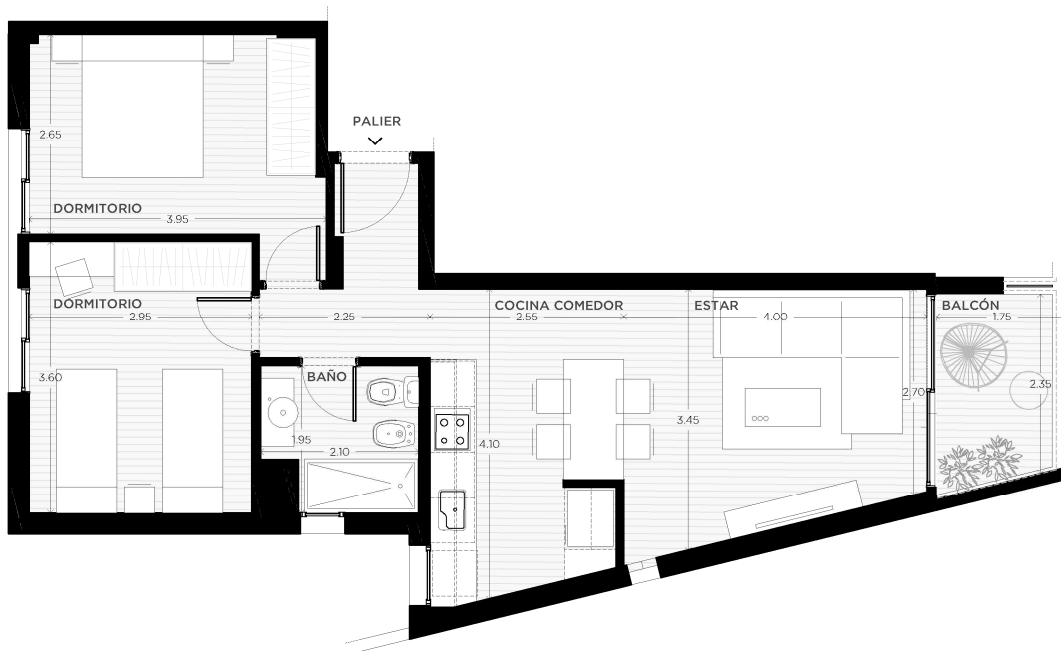 PALIER
2.65
DORMITORIO
3.95
DORMITORIO
2.95
2.25
COCINA COMEDOR
2.55
ESTAR
4.00
BALCÓN
1.75
3.60
BAÑO
1.95
2.10
4.10
3.45
2.70
2.35